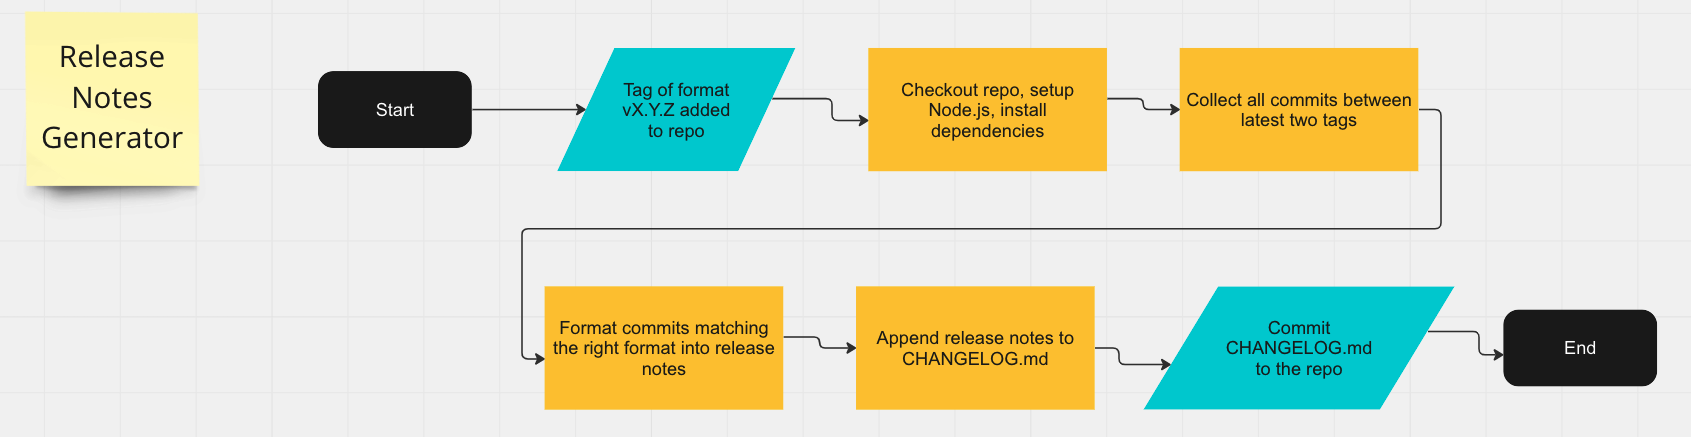 Release
Notes
Generator
Start
Tag of format
vX.Y.Z added
to repo
Checkout repo, setup
Node.js, install
dependencies
Collect all commits between
latest two tags
Format commits matching
the right format into release
notes
Append release notes to
CHANGELOG.md
Commit
CHANGELOG.md
to the repo
End